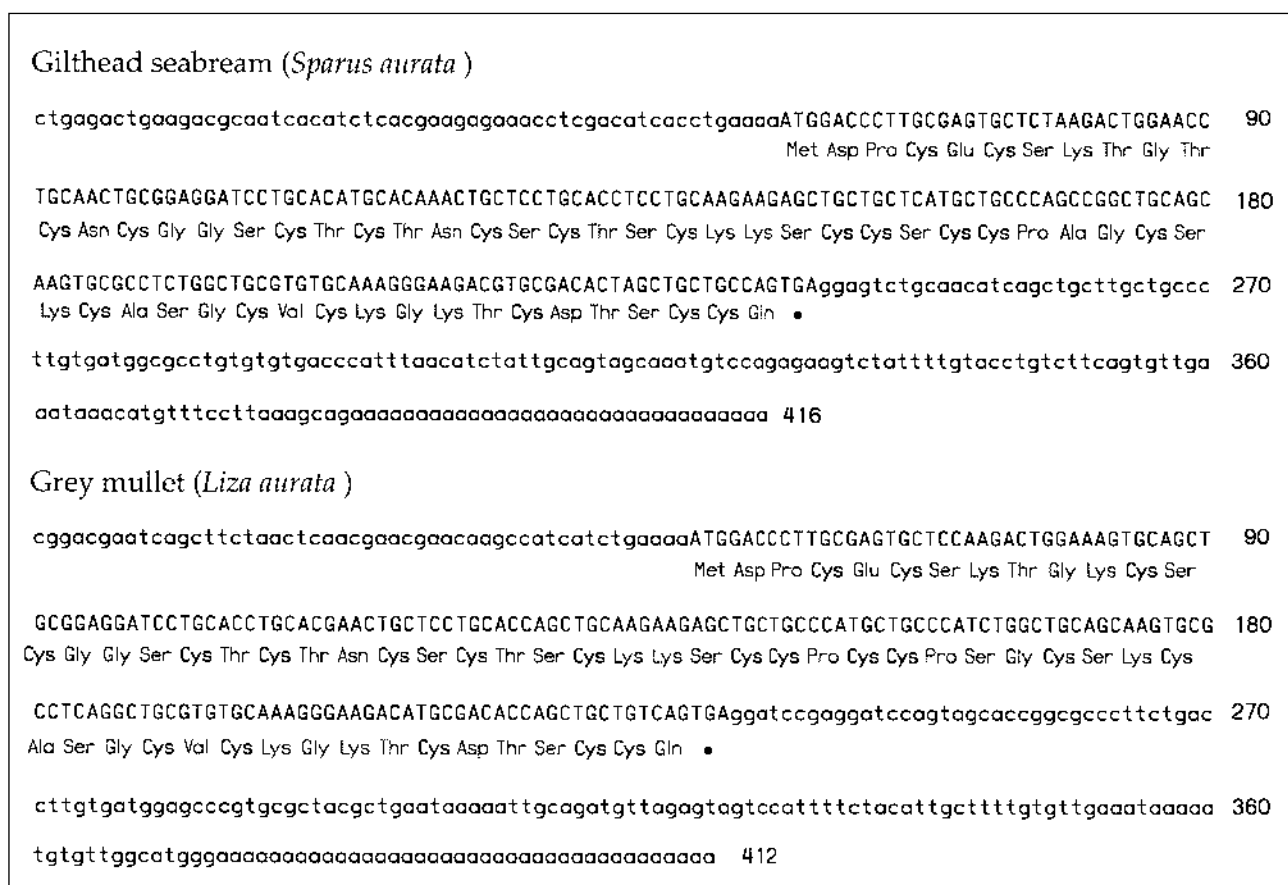 Gilthead seabream (Sparus aurata )
ctgagactgaagacgcaatcacatctcacgaagagaaacctcgacatcacctgaaaaATGGACCCTTGCGAGTGCTCTAAGACTGGAACC 90
Met Asp Pro Cys Glu Cys Ser Lys Thr Gly Thr
TGCAACTGCGGAGGATCCTGCACATGCACAAACTGCTCCTGCACCTCCTGCAAGAAGAGCTGCTGCTCATGCTGCCCAGCCGGCTGCAGC 180
Cys Asn Cys Gly Gly Ser Cys Thr Cys Thr Asn Cys Ser Cys Thr Ser Cys Lys Lys Ser Cys Cys Ser Cys Cys Pro Ala Gly Cys Ser
AAGTGCGCCTCTGGCTGCGTGTGCAAAGGGAAGACGTGCGACACTAGCTGCTGCCAGTGAggagtctgcaacatcagctgcttgctgccc 270
Lys Cys Ala Ser Gly Cys Val Cys Lys Gly Lys Thr Cys Asp Thr Ser Cys Cys Gln •
ttgtgatggcgcctgtgtgtgacccatttaacatctattgcagtagcaaatgtccagagaagtctattttgtacctgtcttcagtgttga 360
aataaacatgtttccttaaagcagaaaaaaaaaaaaaaaaaaaaaaaaaaaaaaaa 416
Grey mullet (Liza aurata )
cggacgaatcagcttctaactcaacgaacgaacaagccatcatctgaaaaATGGACCCTTGCGAGTGCTCCAAGACTGGAAAGTGCAGCT 90
Met Asp Pro Cys Glu Cys Ser Lys Thr Gly Lys Cys Ser
GCGGAGGATCCTGCACCTGCACGAACTGCTCCTGCACCAGCTGCAAGAAGAGCTGCTGCCCATGCTGCCCATCTGGCTGCAGCAAGTGCG 180
Cys Gly Gly Ser Cys Thr Cys Thr Asn Cys Ser Cys Thr Ser Cys Lys Lys Ser Cys Cys Pro Cys Cys Pro Ser Gly Cys Ser Lys Cys
CCTCAGGCTGCGTGTGCAAAGGGAAGACATGCGACACCAGCTGCTGTCAGTGAggatccgaggatccagtagcaccggcgcccttctgac 270
Ala Ser Gly Cys Val Cys Lys Gly Lys Thr Cys Asp Thr Ser Cys Cys Gln •
cttgtgatggagcccgtgcgctacgctgaataaaaattgcagatgttagagtagtccattttctacattgcttttgtgttgaaataaaaa 360
tgtgttggcatgggaaaaaaaaaaaaaaaaaaaaaaaaaaaaaaaaaaaaaa 412